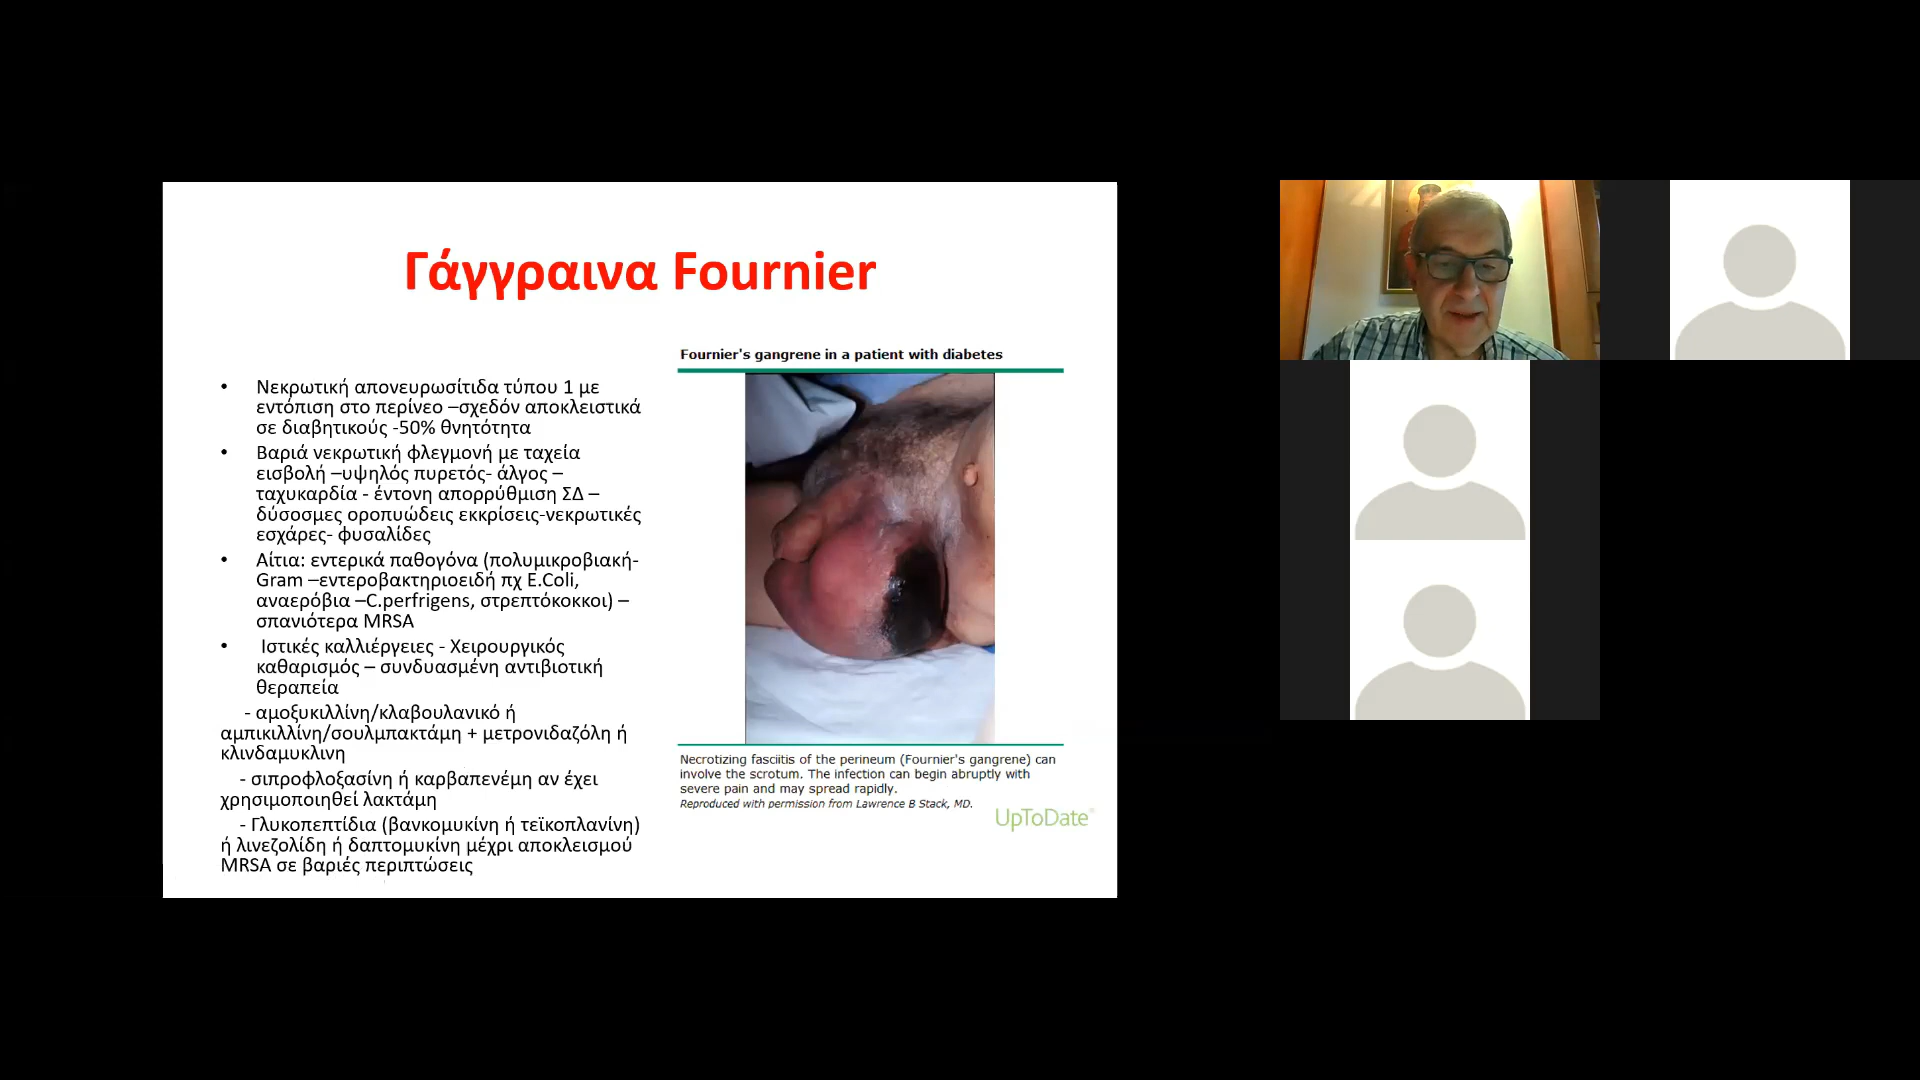 Γάγγραινα Fournier
• Νεκρωτική απονευρωσίτιδα τύπου 1 με
εντόπιση στο περίνεο –σχεδόν αποκλειστικά
σε διαβητικούς -50% θνητότητα
• Βαριά νεκρωτική φλεγμονή με ταχεία
εισβολή –υψηλός πυρετός- άλγος –
ταχυκαρδία - έντονη απορρύθμιση ΣΔ –
δύσοσμες οροπυώδεις εκκρίσεις-νεκρωτικές
εσχάρες- φυσαλίδες
• Αίτια: εντερικά παθογόνα (πολυμικροβιακή-
Gram –εντεροβακτηριοειδή πχ E.Coli,
αναερόβια –C.perfrigens, στρεπτόκοκκοι) –
σπανιότερα MRSA
• Ιστικές καλλιέργειες - Χειρουργικός
καθαρισμός – συνδυασμένη αντιβιοτική
θεραπεία
- αμοξυκιλλίνη/κλαβουλανικό ή
αμπικιλλίνη/σουλμπακτάμη + μετρονιδαζόλη ή
κλινδαμυκλινη
- σιπροφλοξασίνη ή καρβαπενέμη αν έχει
χρησιμοποιηθεί λακτάμη
- Γλυκοπεπτίδια (βανκομυκίνη ή τεϊκοπλανίνη)
ή λινεζολίδη ή δαπτομυκίνη μέχρι αποκλεισμού
MRSA σε βαριές περιπτώσεις
Fournier's gangrene in a patient with diabetes
Necrotizing fasciitis of the perineum (Fournier's gangrene) can
involve the scrotum. The infection can begin abruptly with
severe pain and may spread rapidly.
Reproduced with permission from Lawrence B Stack, MD.
UpToDate®